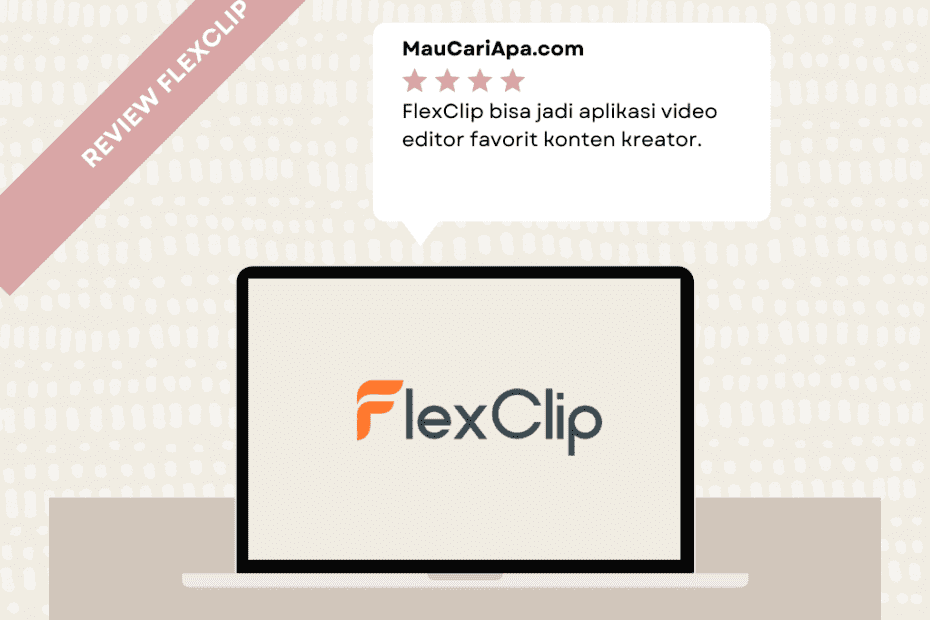 REVIEW FLEXCLIP
MauCariApa.com
FlexClip bisa jadi aplikasi video
editor favorit konten kreator.
FlexClip